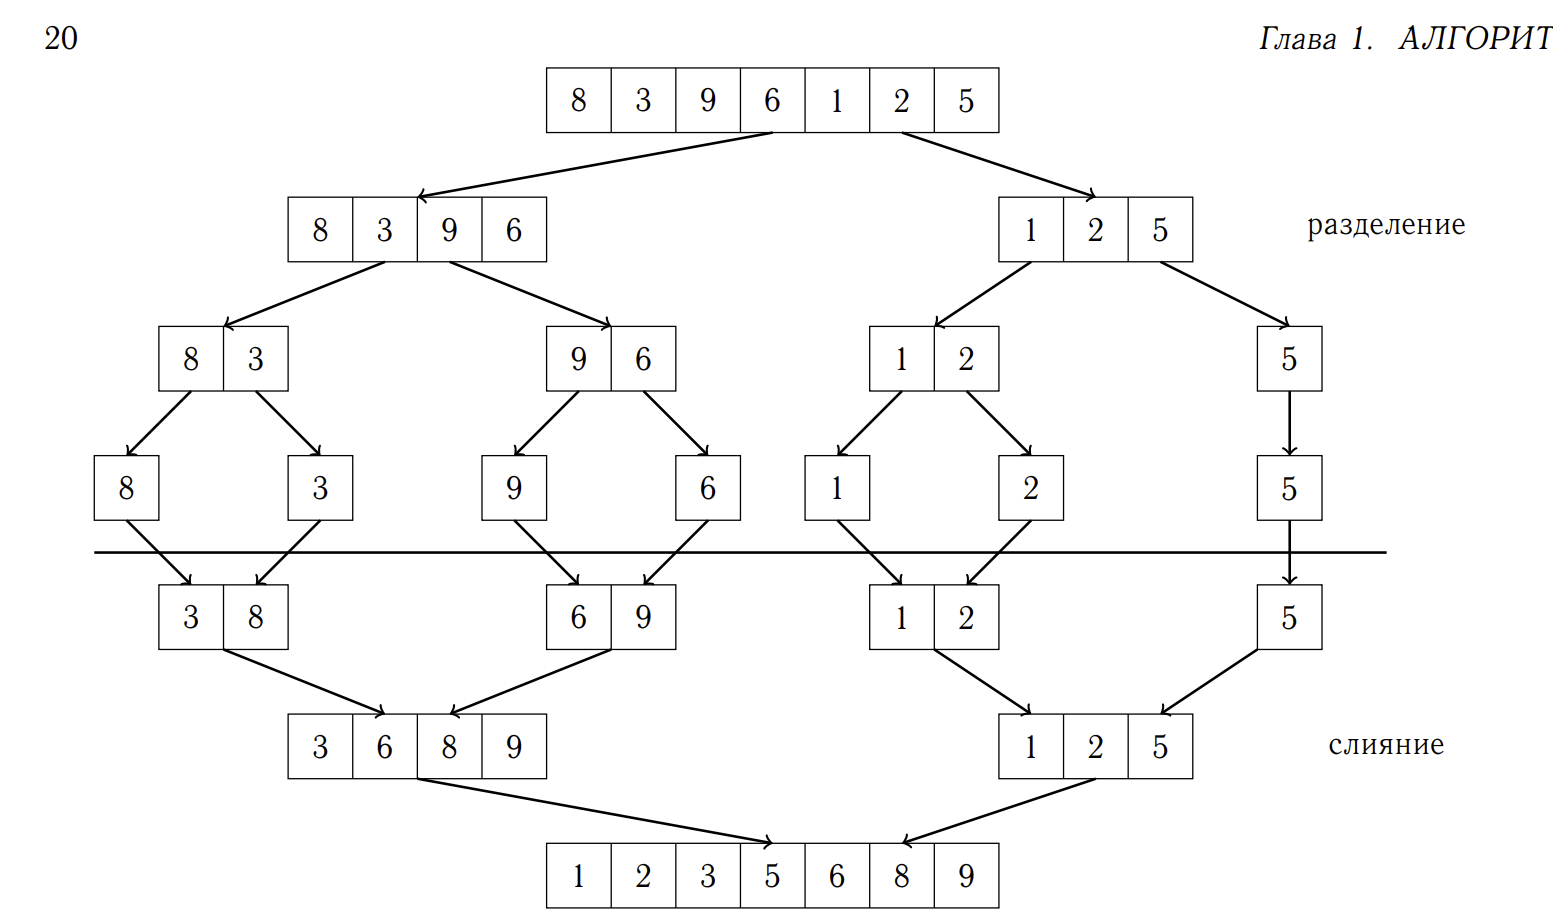 20 Глава 1. АЛГОРИТ
8 3 9 6 1 2 5
8 3 9 6 1 2 5 разделение
8 3 9 6 1 2 5
8 3 9 6 1 2 5
3 8 6 9 1 2 5
3 6 8 9 1 2 5 слияние
1 2 3 5 6 8 9